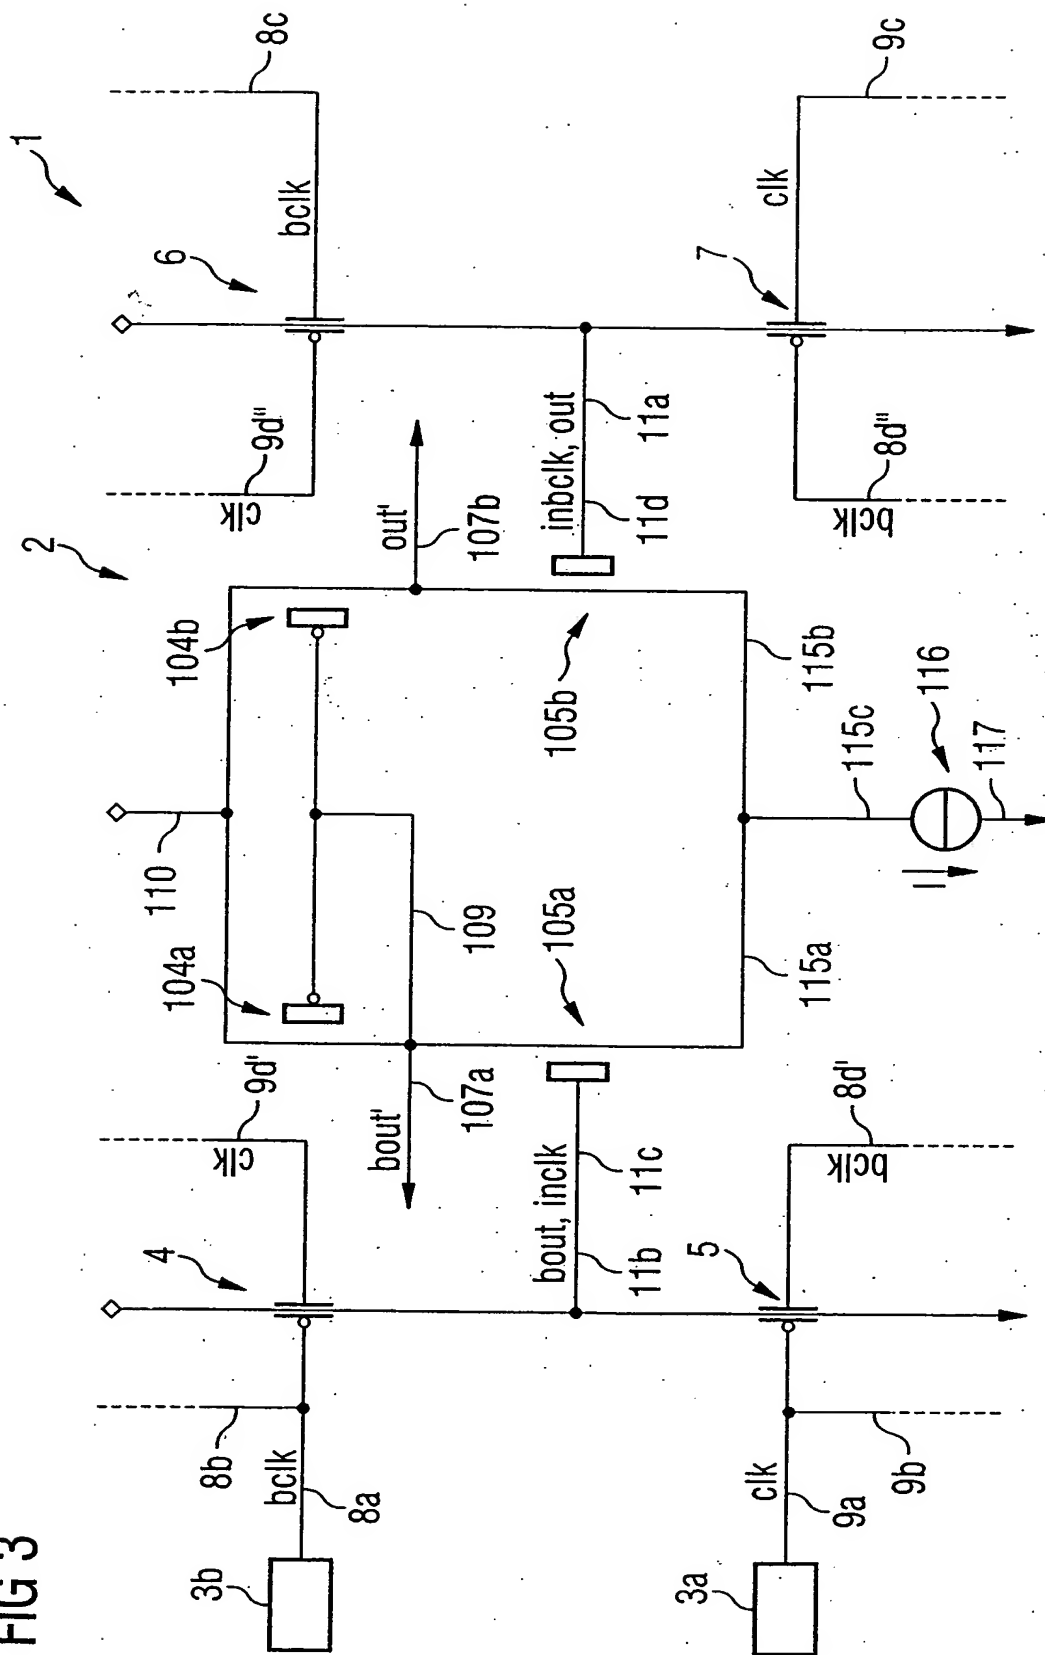 FIG 3
1
2
8c
bclk
6
9d"
clk
9c
clk
7
8d"
bclk
out'
107b
inbclk, out
11d
11a
104b
105b
115b
110
104a
109
105a
115a
115c
116
117
I
9d'
clk
bout'
107a
bout, inclk
11b
11c
8d'
bclk
4
5
8b
bclk
8a
3b
9b
clk
9a
3a